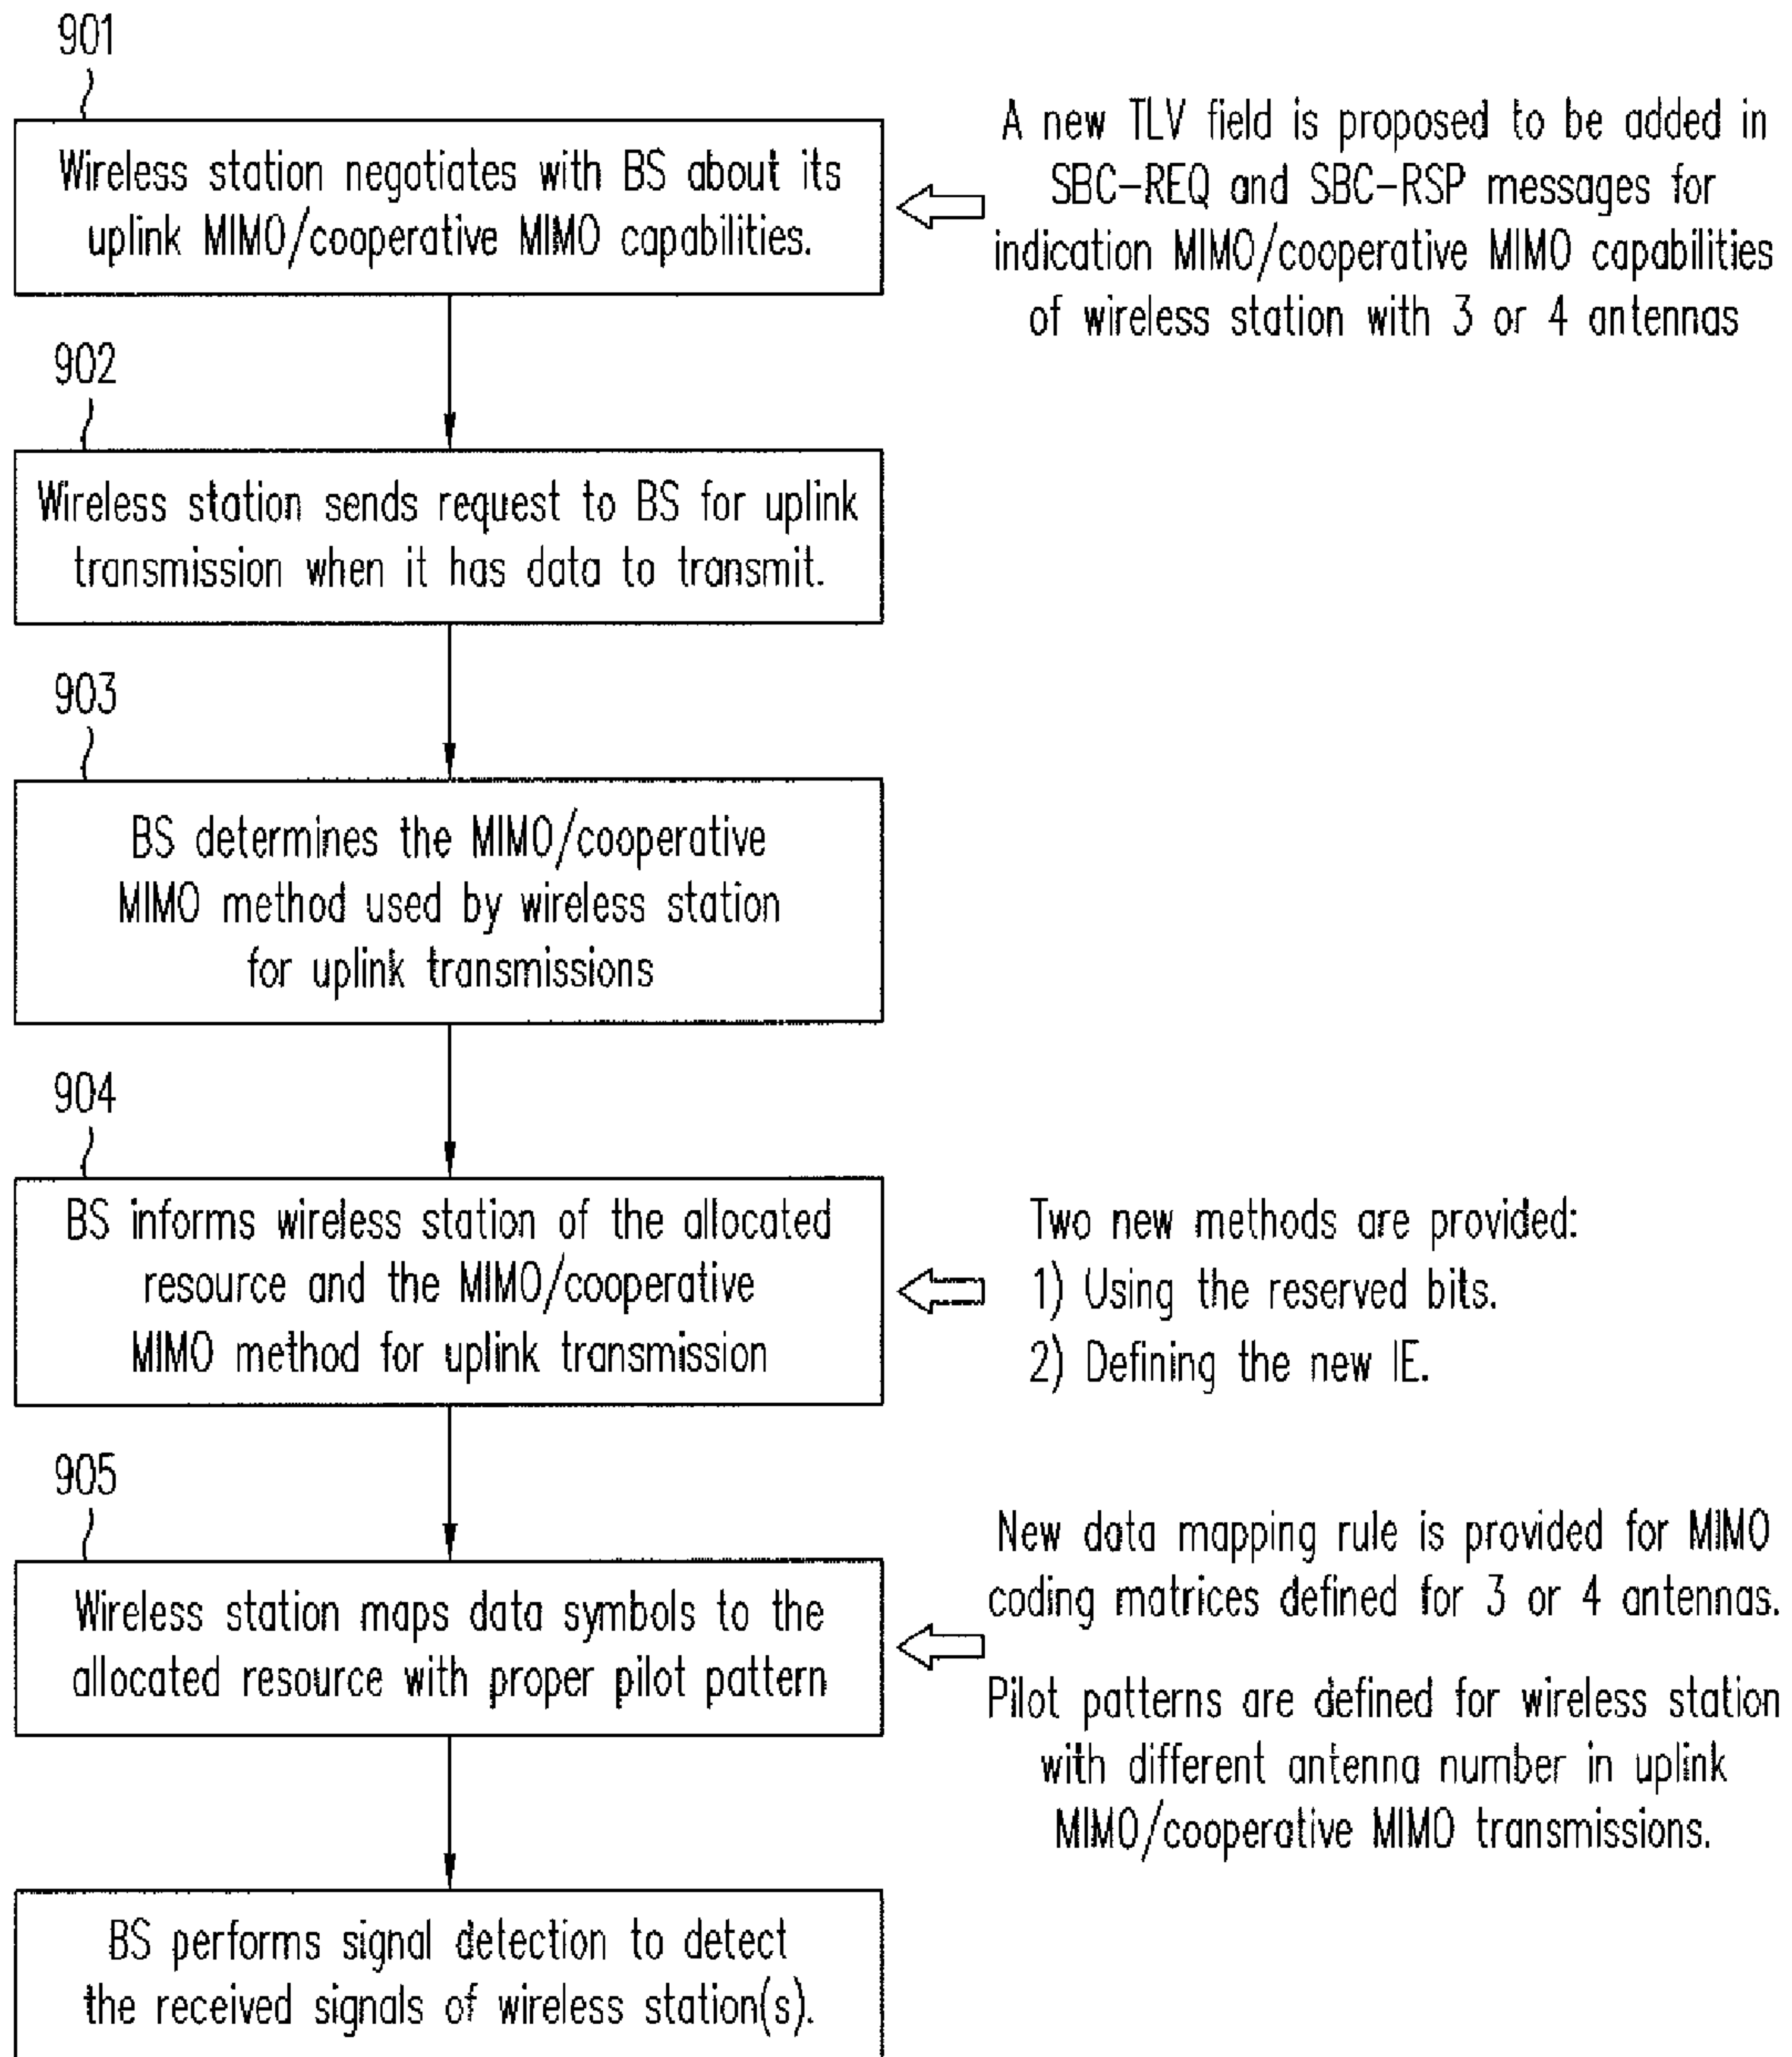 901
Wireless station negotiates with BS about its
uplink MIMO/cooperative MIMO capabilities.
A new TLV field is proposed to be added in
SBC-REQ and SBC-RSP messages for
indication MIMO/cooperative MIMO capabilities
of wireless station with 3 or 4 antennas
902
Wireless station sends request to BS for uplink
transmission when it has data to transmit.
903
BS determines the MIMO/cooperative
MIMO method used by wireless station
for uplink transmissions
904
BS informs wireless station of the allocated
resource and the MIMO/cooperative
MIMO method for uplink transmission
Two new methods are provided:
1) Using the reserved bits.
2) Defining the new IE.
905
Wireless station maps data symbols to the
allocated resource with proper pilot pattern
New data mapping rule is provided for MIMO
coding matrices defined for 3 or 4 antennas.
Pilot patterns are defined for wireless station
with different antenna number in uplink
MIMO/cooperative MIMO transmissions.
BS performs signal detection to detect
the received signals of wireless station(s).